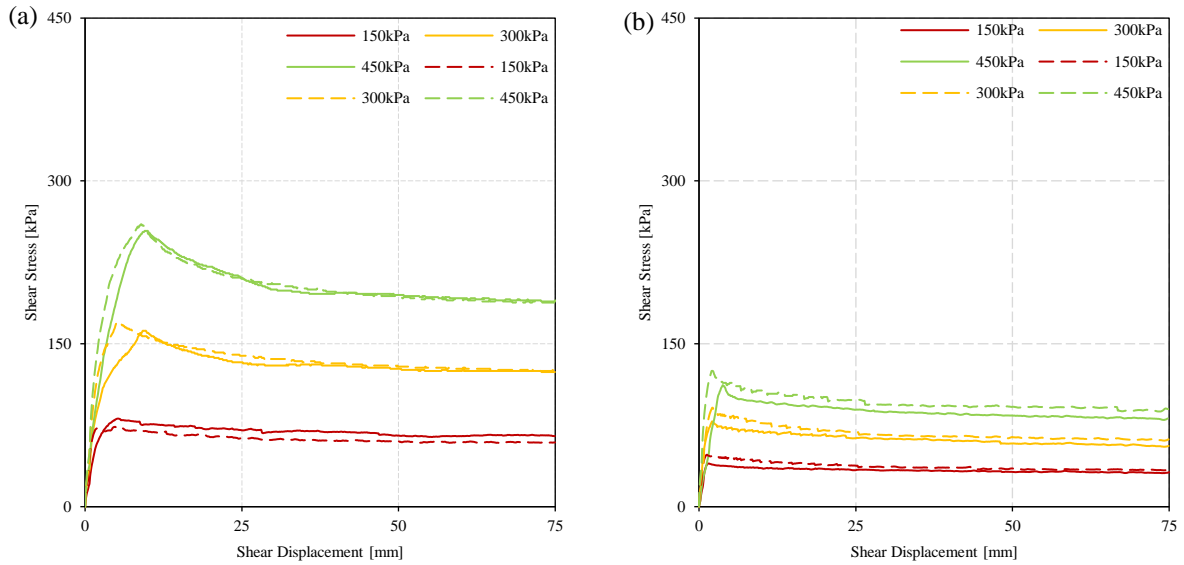 (a)
450
300
150
0
0 25 50 75
Shear Stress [kPa]
Shear Displacement [mm]
150kPa 300kPa
450kPa 150kPa
300kPa 450kPa
(b)
450
300
150
0
0 25 50 75
Shear Stress [kPa]
Shear Displacement [mm]
150kPa 300kPa
450kPa 150kPa
300kPa 450kPa